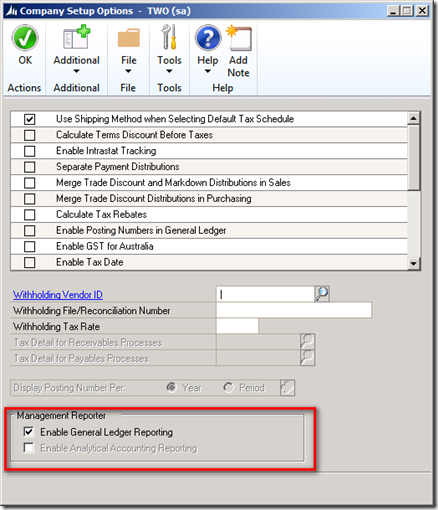 Company Setup Options - TWO (sa)
OK
Additional
File
Tools
Help
Add Note
Actions
Additional
File
Tools
Help
Use Shipping Method when Selecting Default Tax Schedule
Calculate Terms Discount Before Taxes
Enable Intrastat Tracking
Separate Payment Distributions
Merge Trade Discount and Markdown Distributions in Sales
Merge Trade Discount Distributions in Purchasing
Calculate Tax Rebates
Enable Posting Numbers in General Ledger
Enable GST for Australia
Enable Tax Date
Withholding Vendor ID
Withholding File/Reconciliation Number
Withholding Tax Rate
Tax Detail for Receivables Processes
Tax Detail for Payables Processes
Display Posting Number Per: Year Period
Management Reporter
Enable General Ledger Reporting
Enable Analytical Accounting Reporting